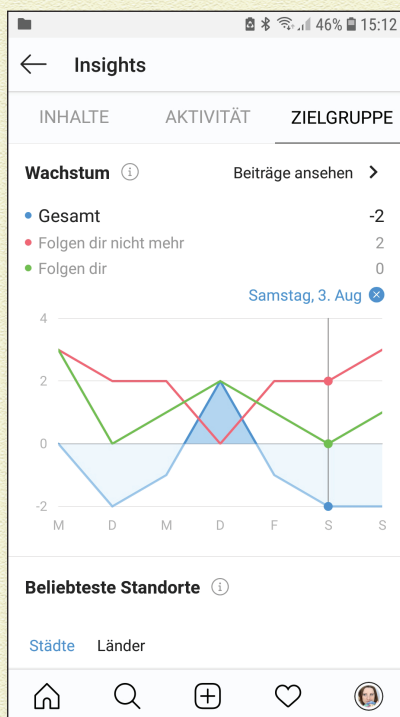 46% 15:12
Insights
INHALTE AKTIVITÄT ZIELGRUPPE
Wachstum Beiträge ansehen
Gesamt -2
Folgen dir nicht mehr 2
Folgen dir 0
Samstag, 3. Aug
4
2
0
-2
M D M D F S S
Beliebteste Standorte
Städte Länder